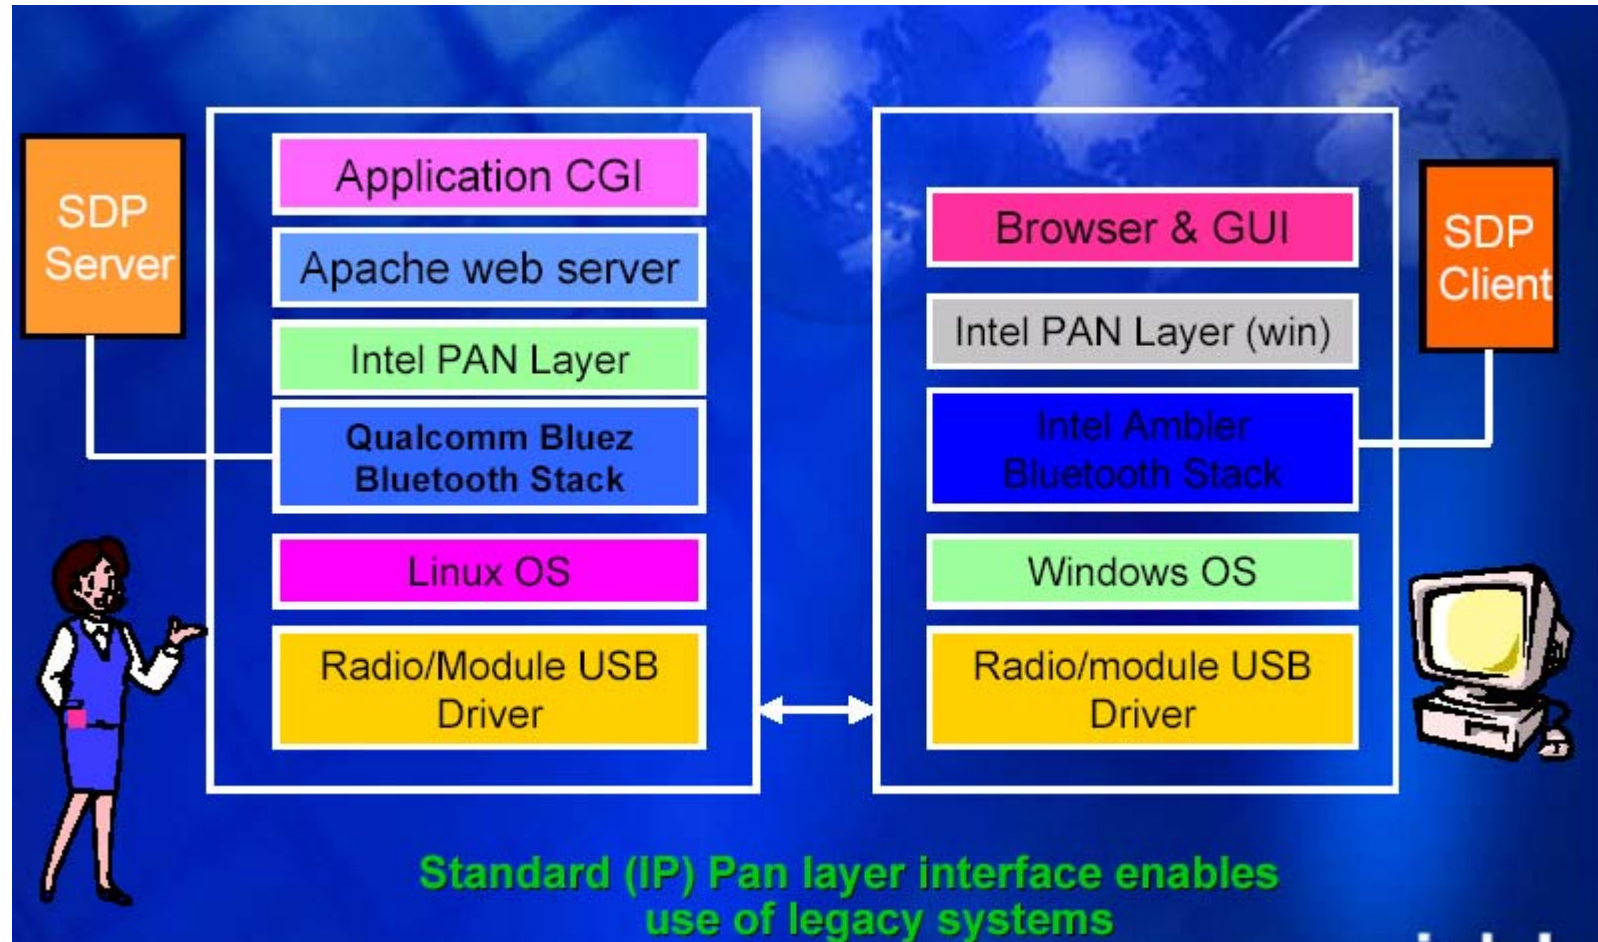 SDP
Server
Application CGI
Apache web server
Intel PAN Layer
Qualcomm Bluez
Bluetooth Stack
Linux OS
Radio/Module USB
Driver
Browser & GUI
Intel PAN Layer (win)
Intel Ambler
Bluetooth Stack
Windows OS
Radio/module USB
Driver
SDP
Client
Standard (IP) Pan layer interface enables
use of legacy systems